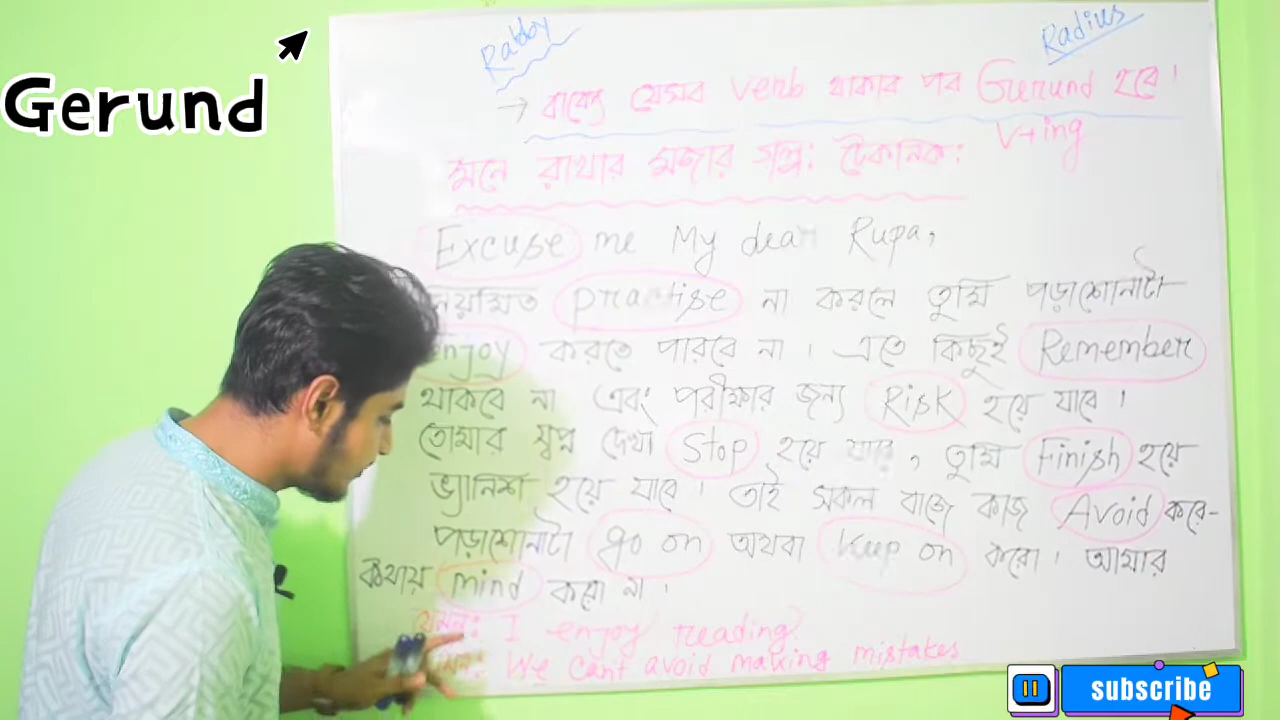 Gerund
Rabby
Radius
→ বাক্যে যেসব verb থাকার পর Gerund হবে।
V+ing
মনে রাখার মজার গল্প: টেকনিক:
Excuse me My dear Rupa,
নিয়মিত practise না করলে তুমি পড়াশোনাটা
enjoy করতে পারবে না । এতে কিছুই Remember
থাকবে না এবং পরীক্ষার জন্য Risk হয়ে যাবে ।
তোমার স্বপ্ন দেখা Stop হয়ে যাবে , তুমি Finish হয়ে
ভ্যানিশ হয়ে যাবে । তাই সকল বাজে কাজ Avoid করে-
পড়াশোনাটা go on অথবা Keep on করো । আমার
কথায় mind করো না ।
যেমন: I enjoy reading.
We can't avoid making mistakes
subscribe